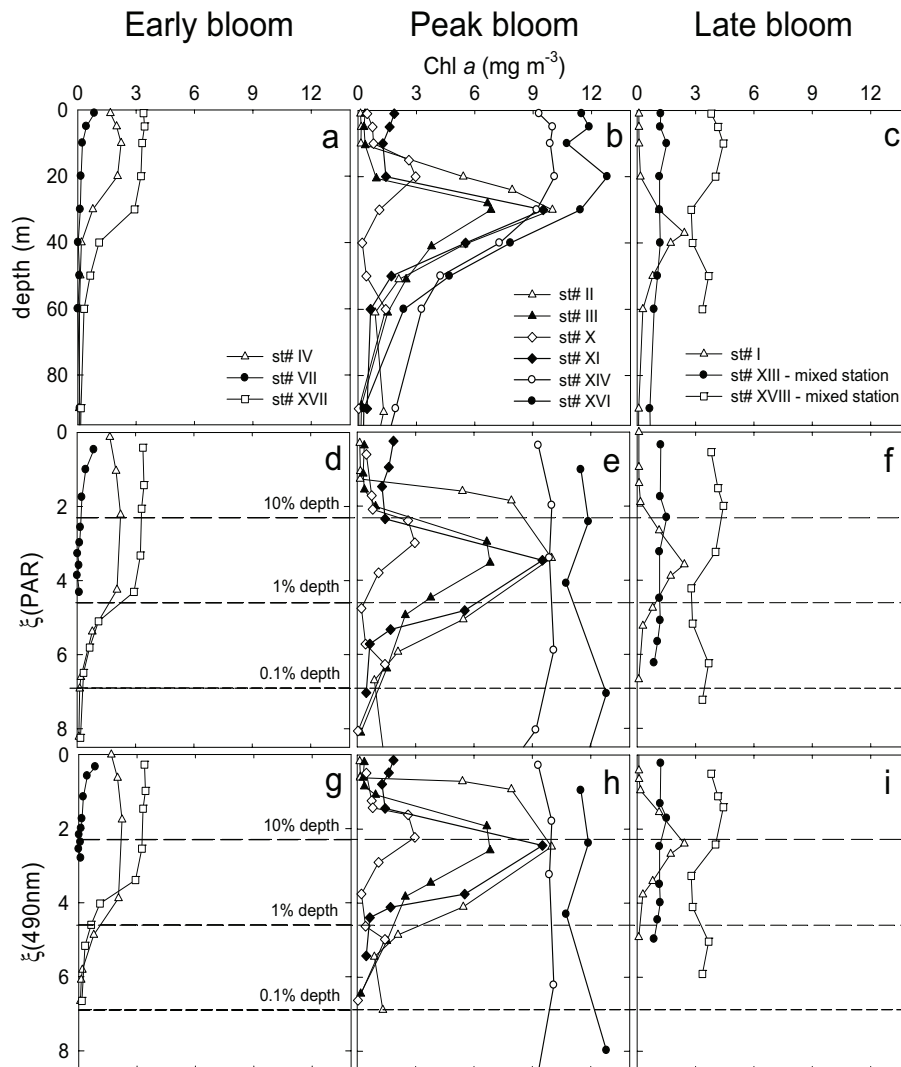 Early bloom Peak bloom Late bloom
Chl a (mg m-3)
0 3 6 9 12 0 3 6 9 12 0 3 6 9 12
0
20
40
60
80
depth (m)
a
b
c
st# IV
st# VII
st# XVII
st# II
st# III
st# X
st# XI
st# XIV
st# XVI
st# I
st# XIII - mixed station
st# XVIII - mixed station
0
2
4
6
8
ξ(PAR)
d
e
f
10% depth
1% depth
0.1% depth
0
2
4
6
8
ξ(490nm)
g
h
i
10% depth
1% depth
0.1% depth